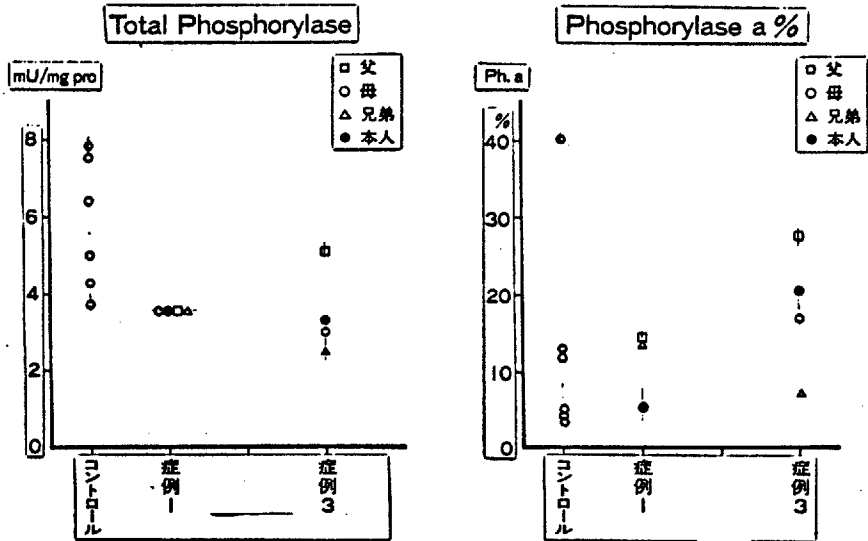 Total Phosphorylase
mU/mg pro
父
母
兄弟
本人
8
6
4
2
0
コントロール
症例1
症例3
Phosphorylase a %
Ph. a
%
父
母
兄弟
本人
40
30
20
10
0
コントロール
症例1
症例3